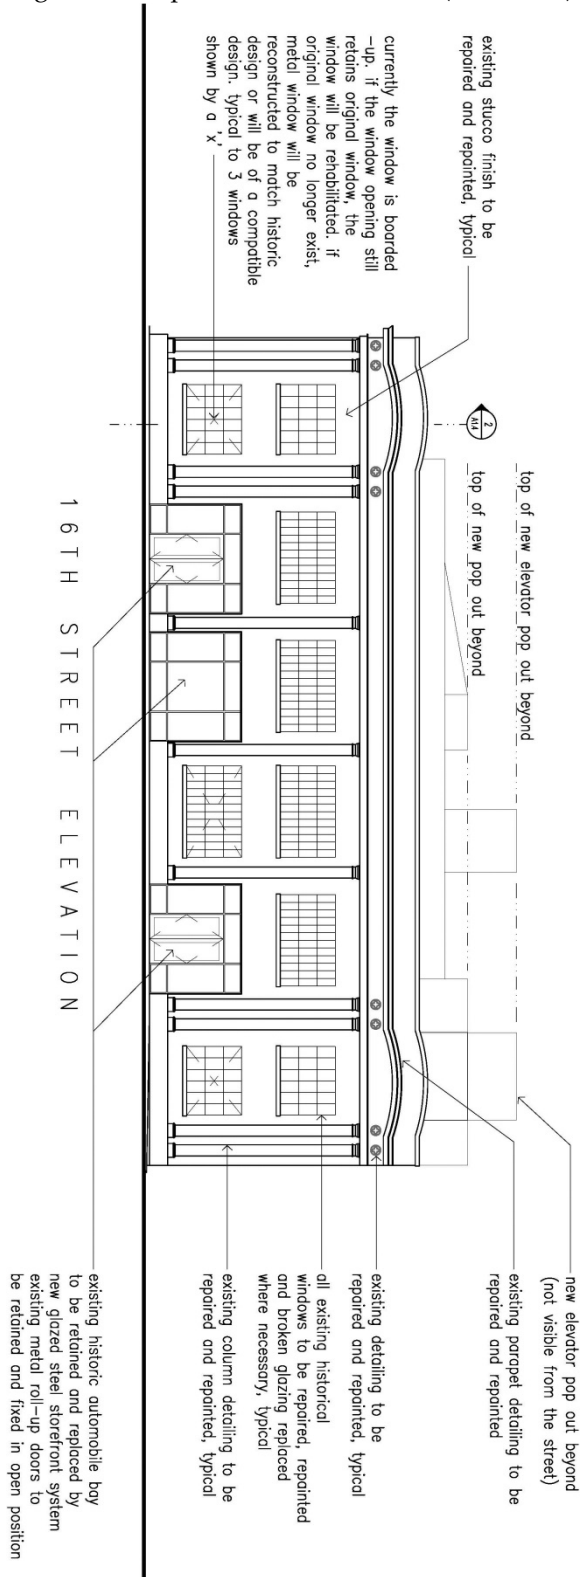 existing stucco finish to be
repaired and repainted, typical
currently the window is boarded
-up. if the window opening still
retains original window, the
window will be rehabilitated. if
original window no longer exist,
metal window will be
reconstructed to match historic
design or will be of a compatible
design. typical to 3 windows
shown by a 'x'
2
A1.4
top of new elevator pop out beyond
top of new pop out beyond
new elevator pop out beyond
(not visible from the street)
existing parapet detailing to be
repaired and repainted
existing detailing to be
repaired and repainted, typical
all existing historical
windows to be repaired, repainted
and broken glazing replaced
where necessary, typical
existing column detailing to be
repaired and repainted, typical
existing historic automobile bay
to be retained and replaced by
new glazed steel storefront system
existing metal roll-up doors to
be retained and fixed in open position
16TH STREET ELEVATION